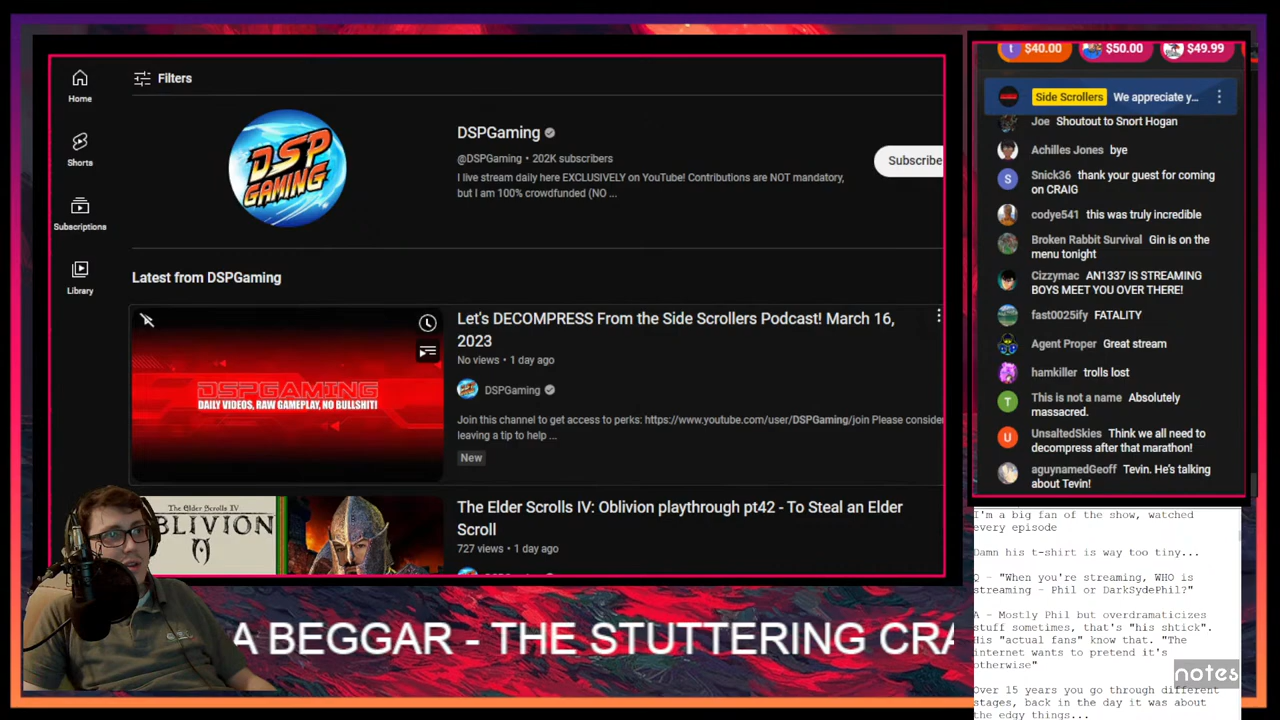 Home
Shorts
Subscriptions
Library
Filters
DSP
GAMING
DSPGaming
@DSPGaming • 202K subscribers
I live stream daily here EXCLUSIVELY on YouTube! Contributions are NOT mandatory,
but I am 100% crowdfunded (NO ...
Subscribe
Latest from DSPGaming
DSPGAMING
DAILY VIDEOS, RAW GAMEPLAY, NO BULLSHIT!
Let's DECOMPRESS From the Side Scrollers Podcast! March 16,
2023
No views • 1 day ago
DSPGaming
Join this channel to get access to perks: https://www.youtube.com/user/DSPGaming/join Please consider
leaving a tip to help ...
New
The Elder Scrolls IV
OBLIVION
The Elder Scrolls IV: Oblivion playthrough pt42 - To Steal an Elder
Scroll
727 views • 1 day ago
A BEGGAR - THE STUTTERING CRA
t $40.00
$50.00
$49.99
Side Scrollers We appreciate y...
Joe Shoutout to Snort Hogan
Achilles Jones bye
S Snick36 thank your guest for coming
on CRAIG
codye541 this was truly incredible
Broken Rabbit Survival Gin is on the
menu tonight
Cizzymac AN1337 IS STREAMING
BOYS MEET YOU OVER THERE!
fast0025ify FATALITY
Agent Proper Great stream
hamkiller trolls lost
T This is not a name Absolutely
massacred.
U UnsaltedSkies Think we all need to
decompress after that marathon!
aguynamedGeoff Tevin. He's talking
about Tevin!
I'm a big fan of the show, watched
every episode
Damn his t-shirt is way too tiny...
Q - "When you're streaming, WHO is
streaming - Phil or DarkSydePhil?"
A - Mostly Phil but overdramaticizes
stuff sometimes, that's "his shtick".
His "actual fans" know that. "The
internet wants to pretend it's
otherwise"
notes
Over 15 years you go through different
stages, back in the day it was about
the edgy things...